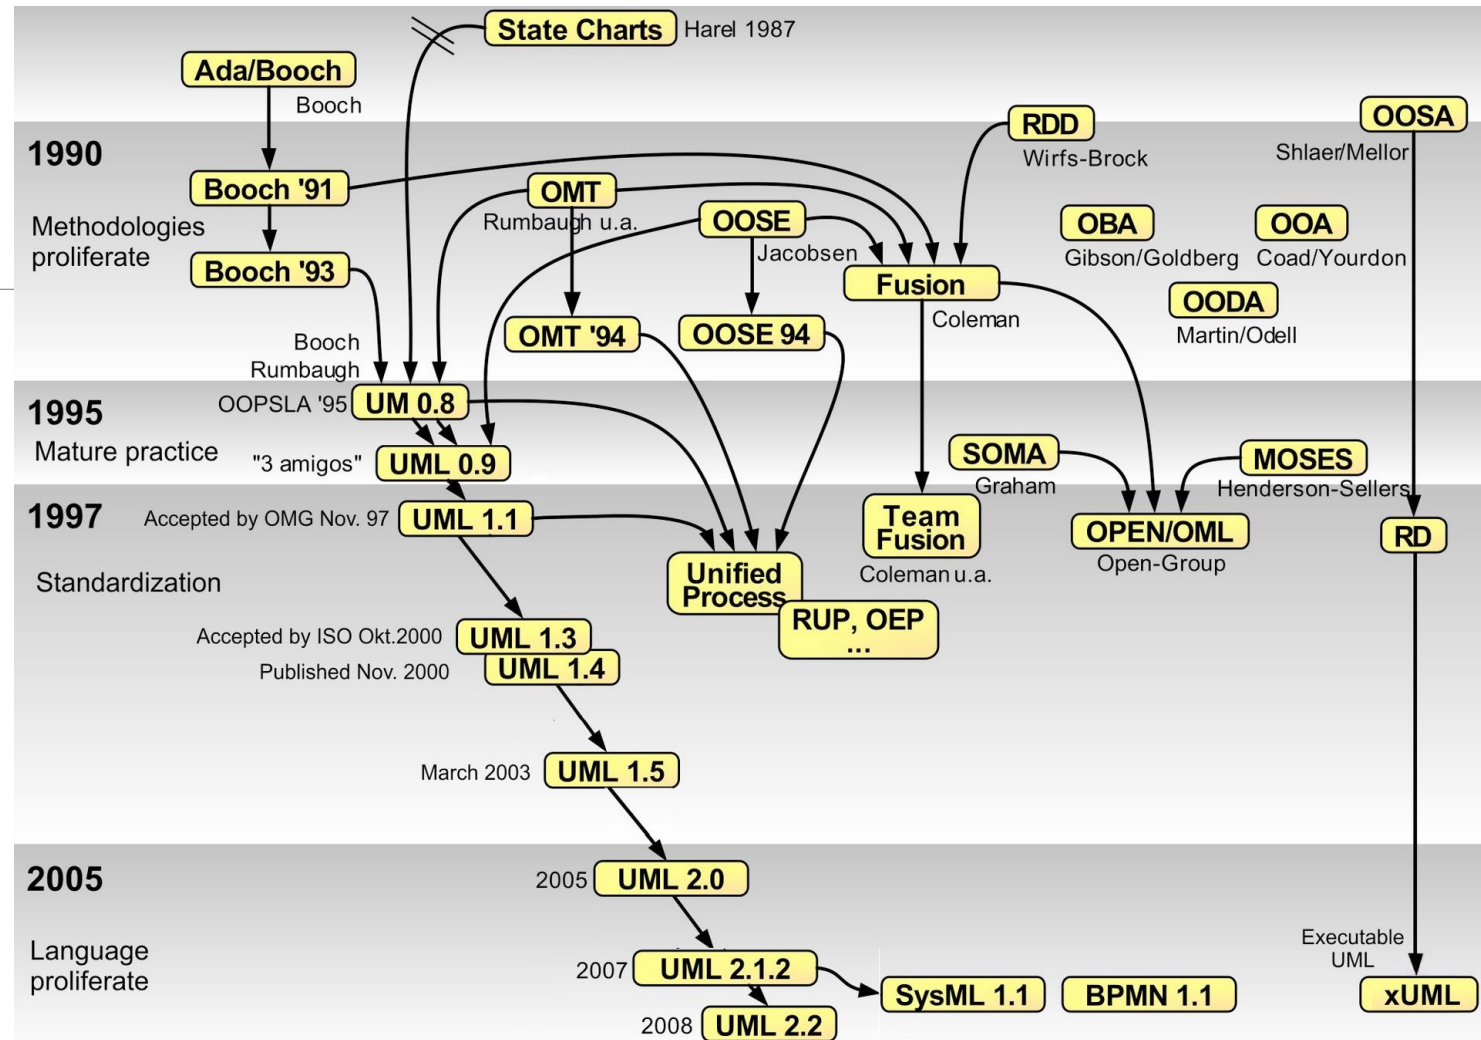 State Charts
Harel 1987
Ada/Booch
Booch
RDD
Wirfs-Brock
OOSA
Shlaer/Mellor
1990
Methodologies
proliferate
Booch '91
OMT
Rumbaugh u.a.
OOSE
Jacobsen
OBA
Gibson/Goldberg
OOA
Coad/Yourdon
Booch '93
Fusion
Coleman
OODA
Martin/Odell
OMT '94
OOSE 94
Booch
Rumbaugh
OOPSLA '95
UM 0.8
1995
Mature practice
"3 amigos"
UML 0.9
SOMA
Graham
MOSES
Henderson-Sellers
1997
Accepted by OMG Nov. 97
UML 1.1
Team
Fusion
Coleman u.a.
OPEN/OML
Open-Group
RD
Standardization
Unified
Process
RUP, OEP
...
Accepted by ISO Okt.2000
UML 1.3
Published Nov. 2000
UML 1.4
March 2003
UML 1.5
2005
2005
UML 2.0
Language
proliferate
2007
UML 2.1.2
SysML 1.1
BPMN 1.1
Executable
UML
xUML
2008
UML 2.2